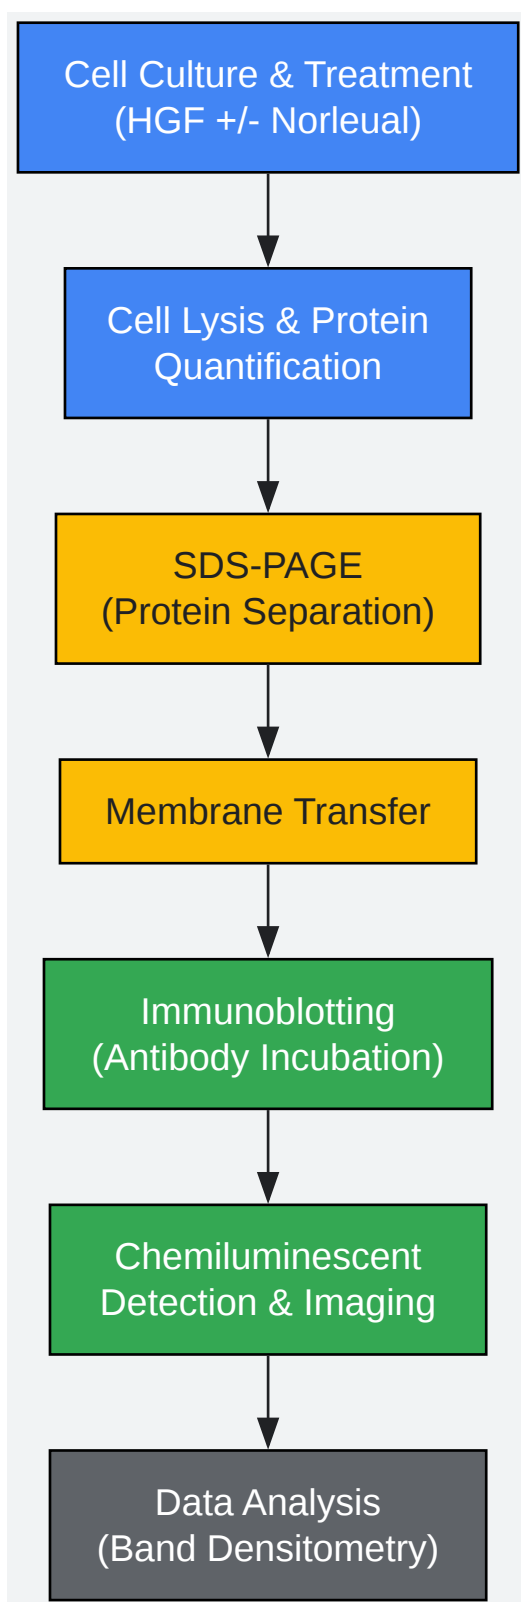 Cell Culture & Treatment
(HGF +/- Norleual)
Cell Lysis & Protein
Quantification
SDS-PAGE
(Protein Separation)
Membrane Transfer
Immunoblotting
(Antibody Incubation)
Chemiluminescent
Detection & Imaging
Data Analysis
(Band Densitometry)